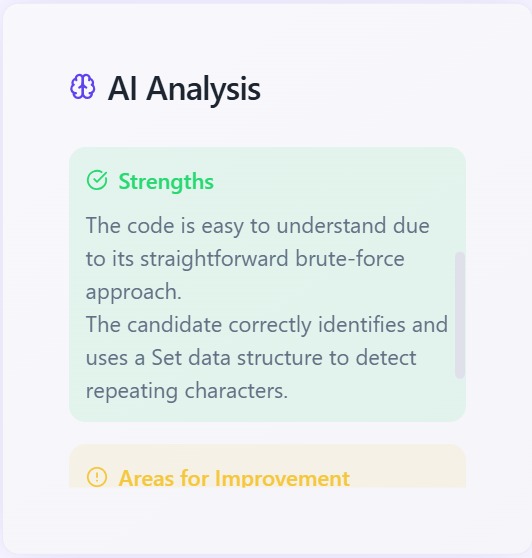 AI Analysis
Strengths
The code is easy to understand due
to its straightforward brute-force
approach.
The candidate correctly identifies and
uses a Set data structure to detect
repeating characters.
Areas for Improvement